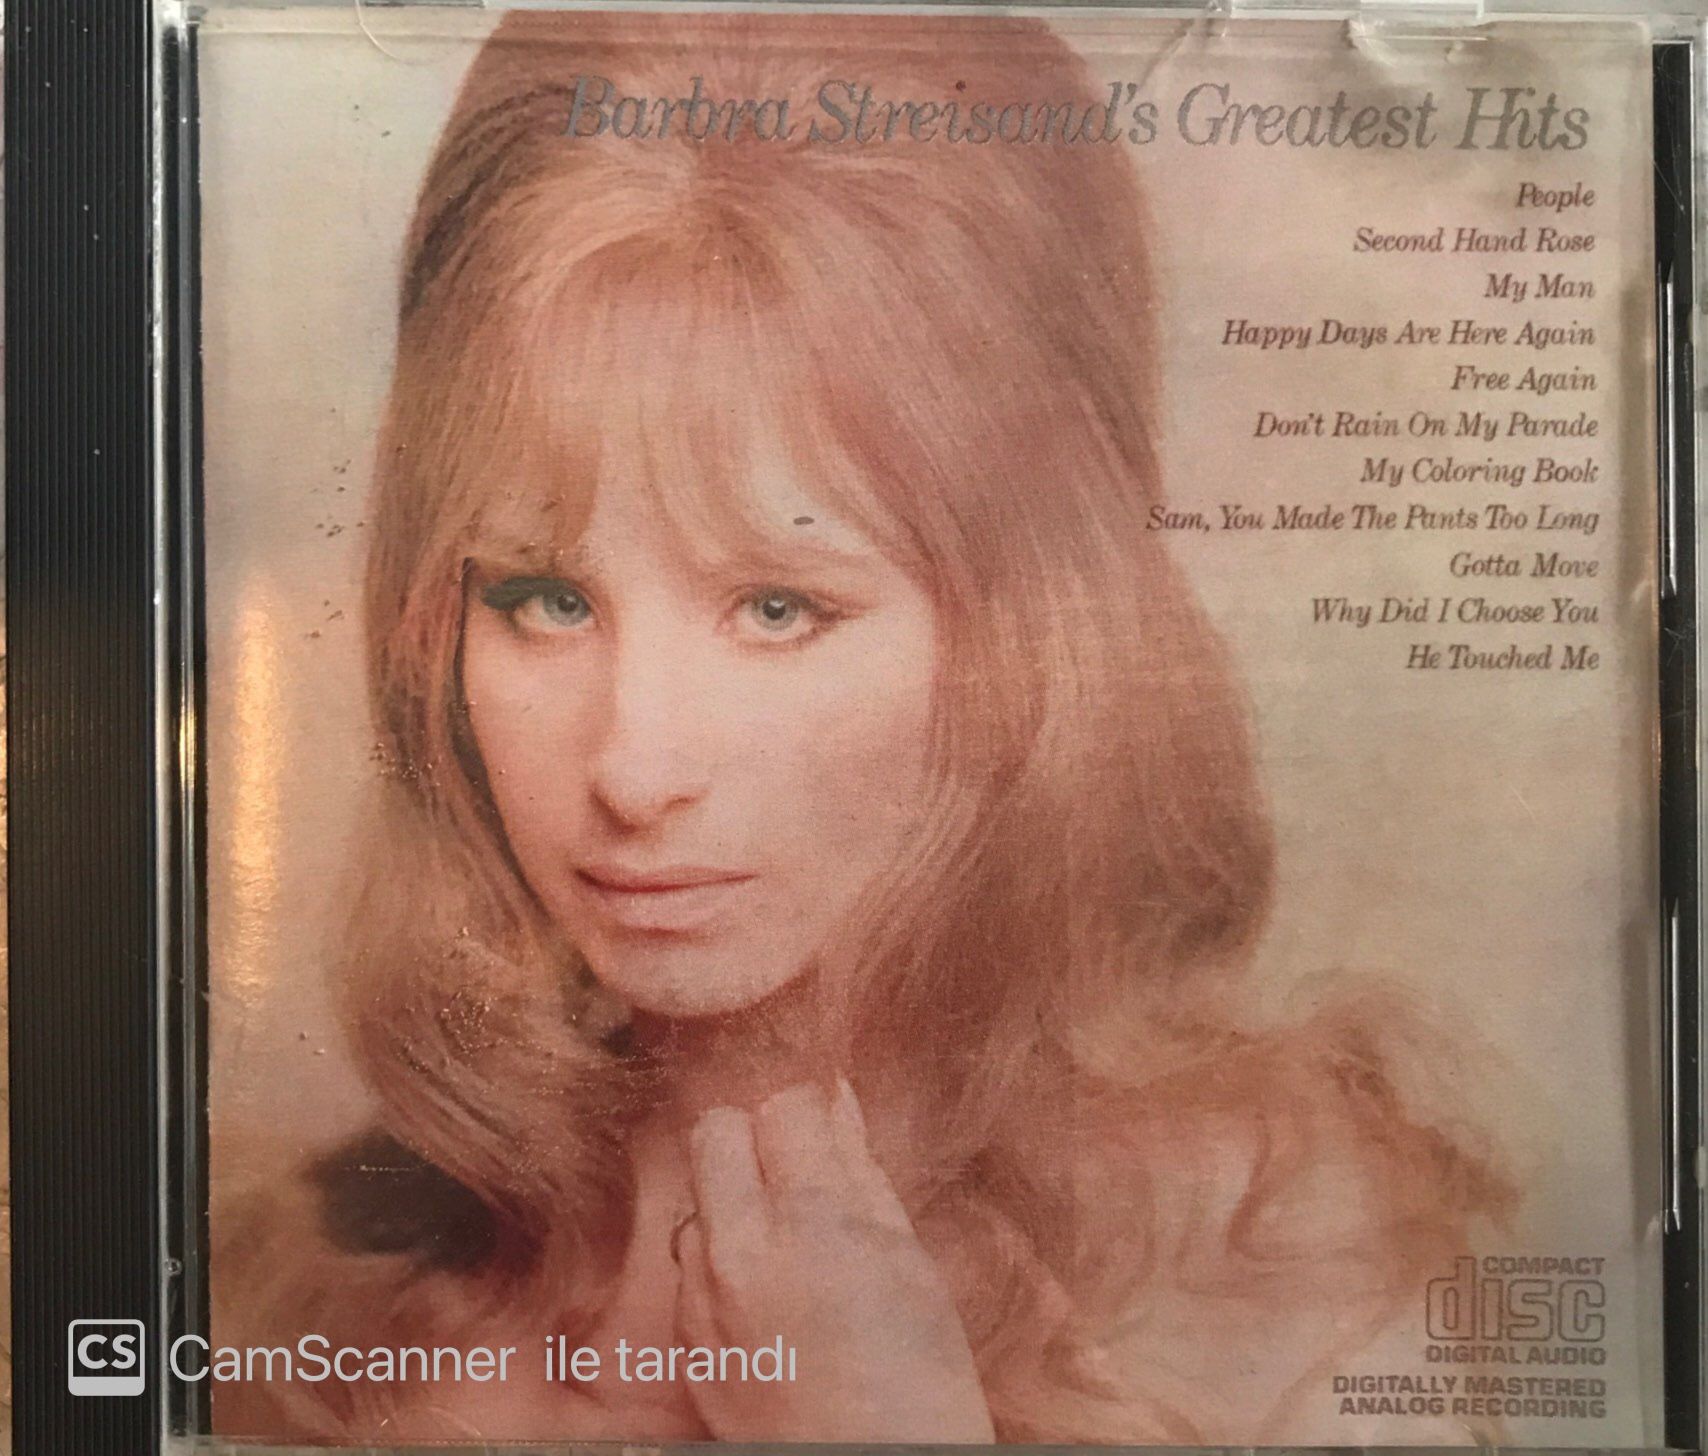 Barbra Streisand's Greatest Hits
People
Second Hand Rose
My Man
Happy Days Are Here Again
Free Again
Don't Rain On My Parade
My Coloring Book
Sam, You Made The Pants Too Long
Gotta Move
Why Did I Choose You
He Touched Me
COMPACT
disc
DIGITAL AUDIO
DIGITALLY MASTERED
ANALOG RECORDING
CS CamScanner ile tarandı